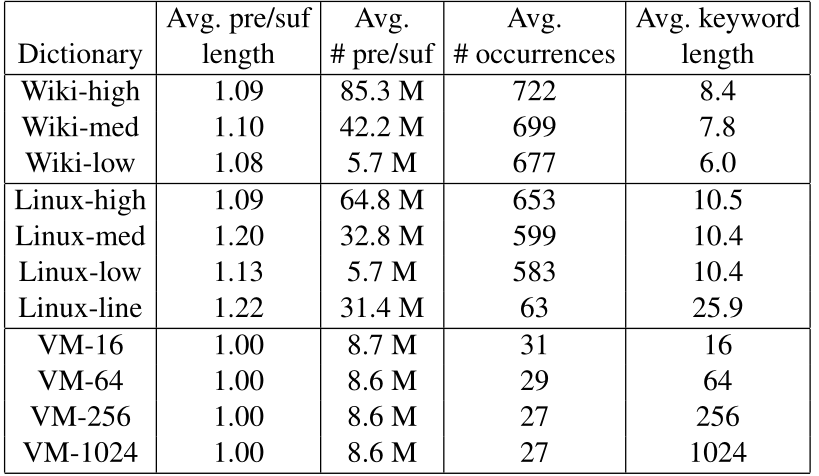 Avg. pre/suf Avg. Avg. Avg. keyword
Dictionary length # pre/suf # occurrences length
Wiki-high 1.09 85.3 M 722 8.4
Wiki-med 1.10 42.2 M 699 7.8
Wiki-low 1.08 5.7 M 677 6.0
Linux-high 1.09 64.8 M 653 10.5
Linux-med 1.20 32.8 M 599 10.4
Linux-low 1.13 5.7 M 583 10.4
Linux-line 1.22 31.4 M 63 25.9
VM-16 1.00 8.7 M 31 16
VM-64 1.00 8.6 M 29 64
VM-256 1.00 8.6 M 27 256
VM-1024 1.00 8.6 M 27 1024